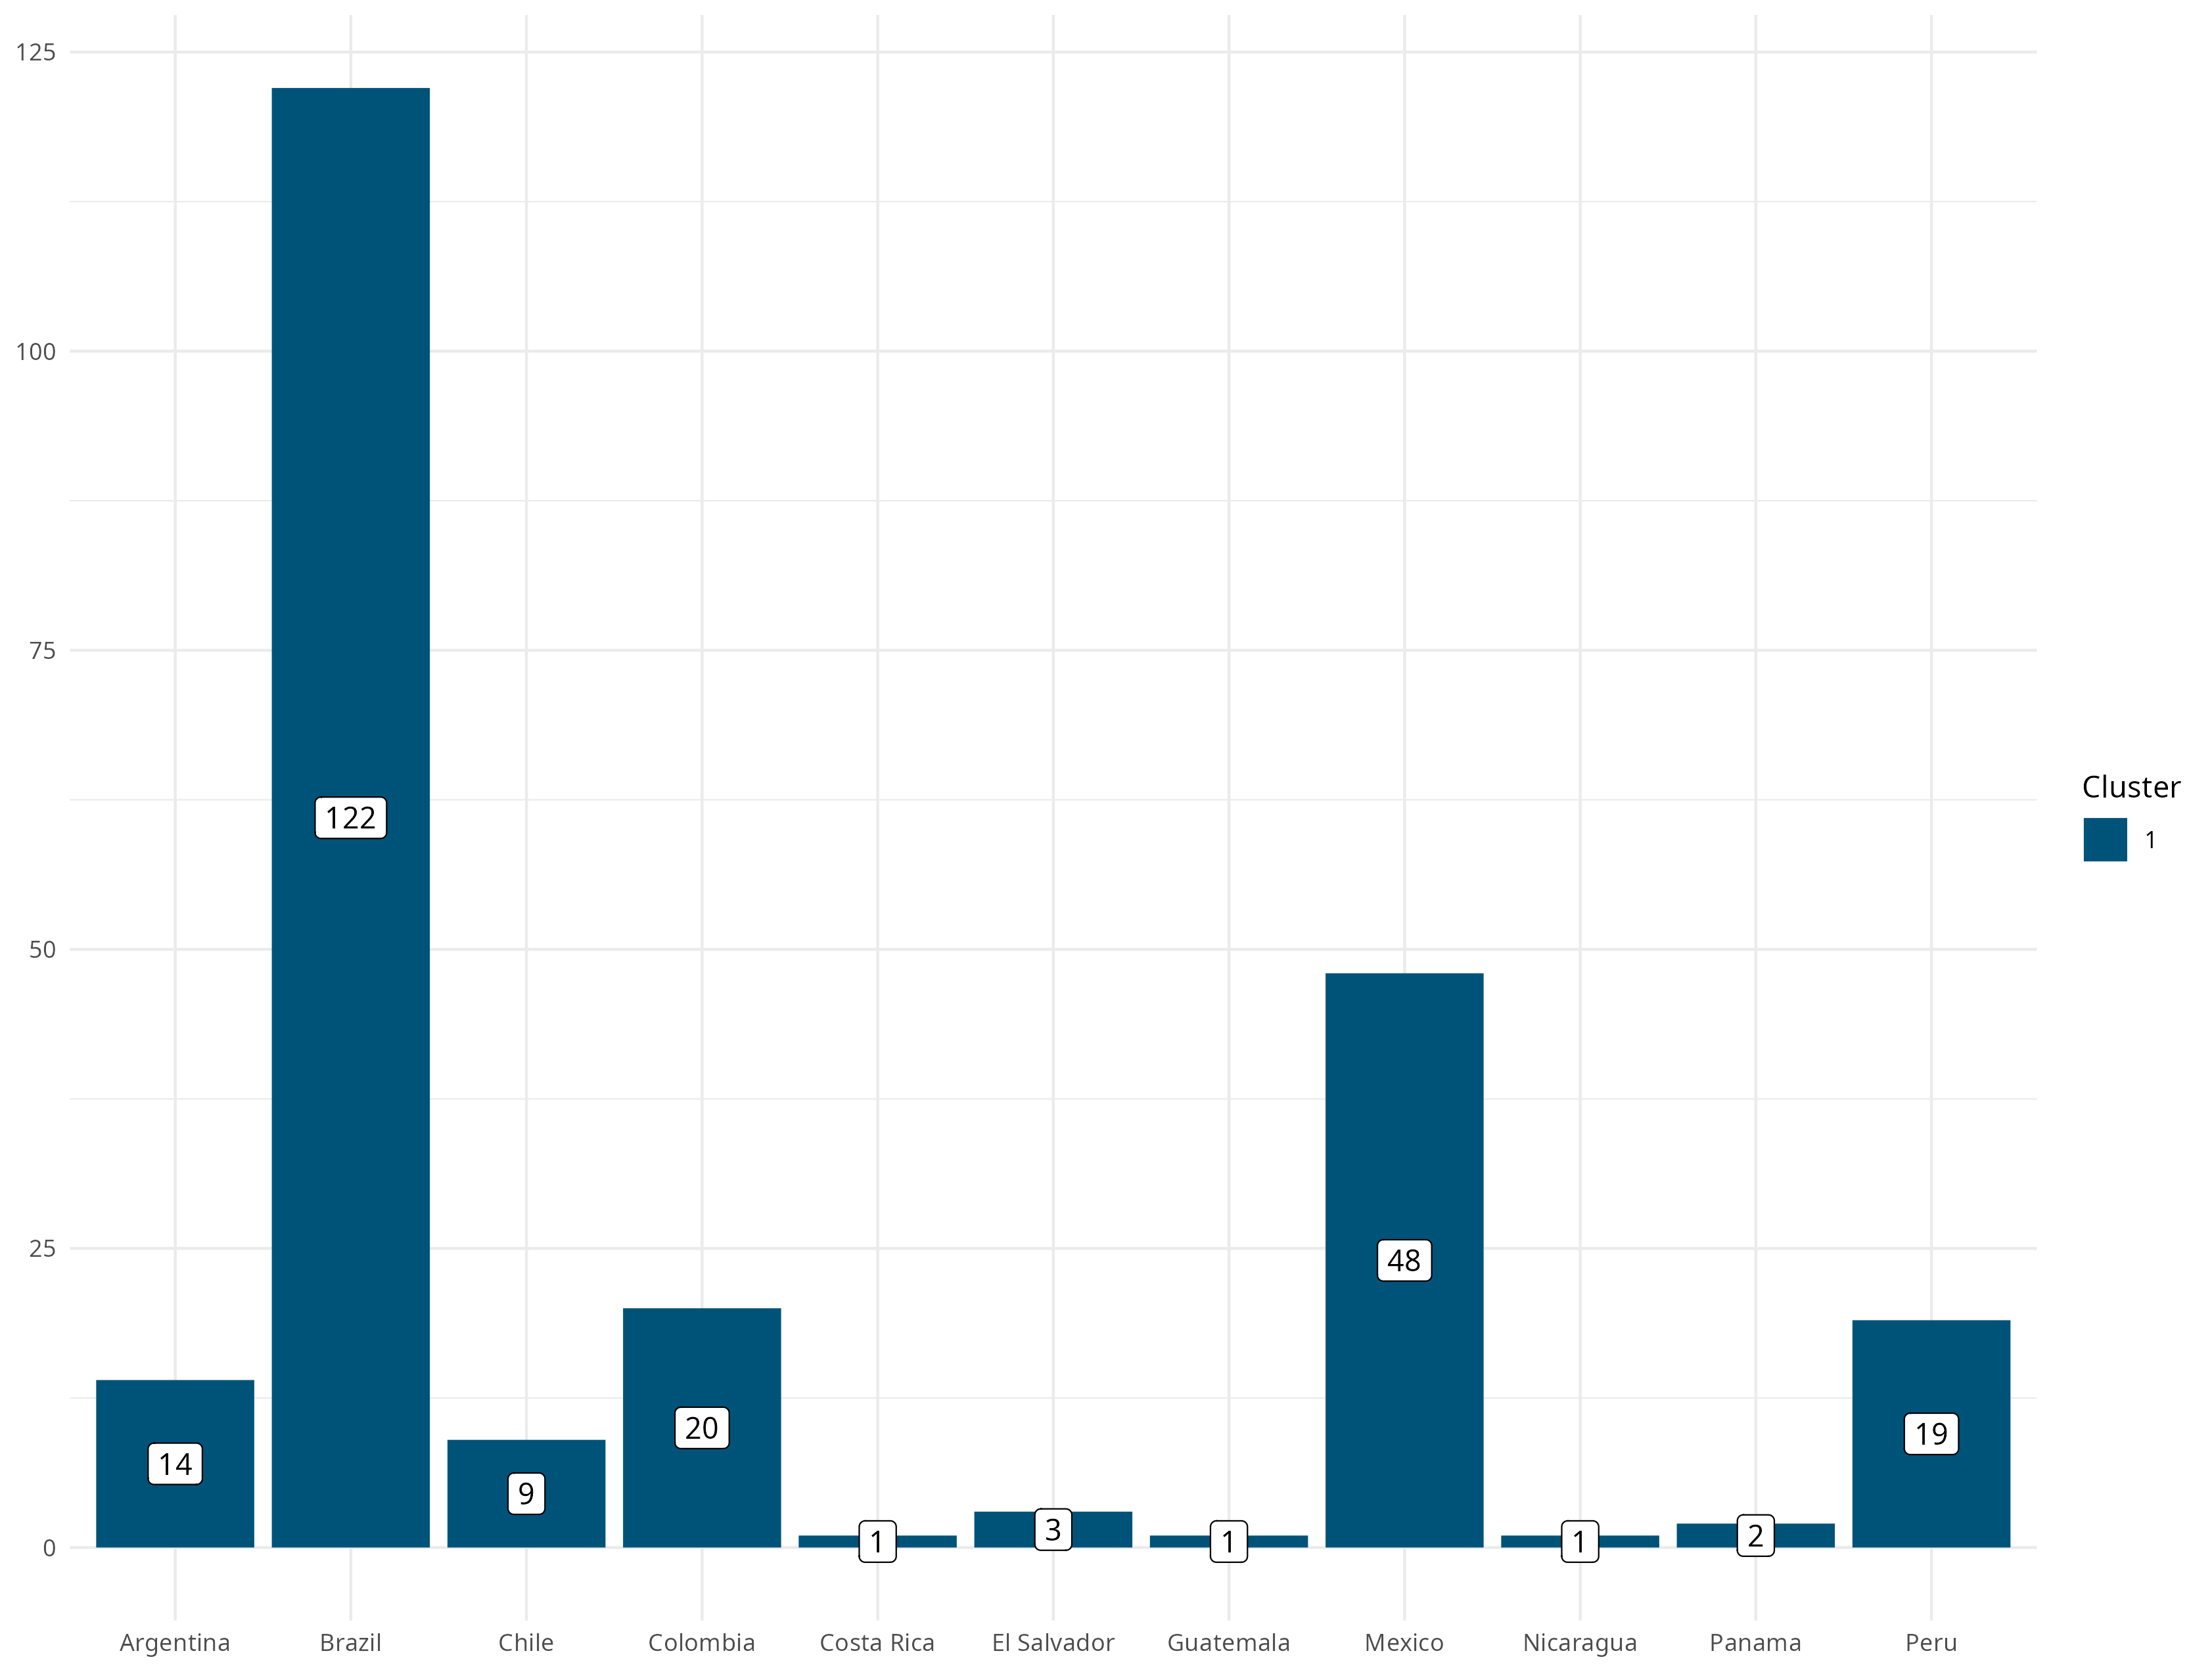 125
100
75
50
25
0
122
48
20
19
14
9
3
2
1
1
1
Argentina
Brazil
Chile
Colombia
Costa Rica
El Salvador
Guatemala
Mexico
Nicaragua
Panama
Peru
Cluster
1